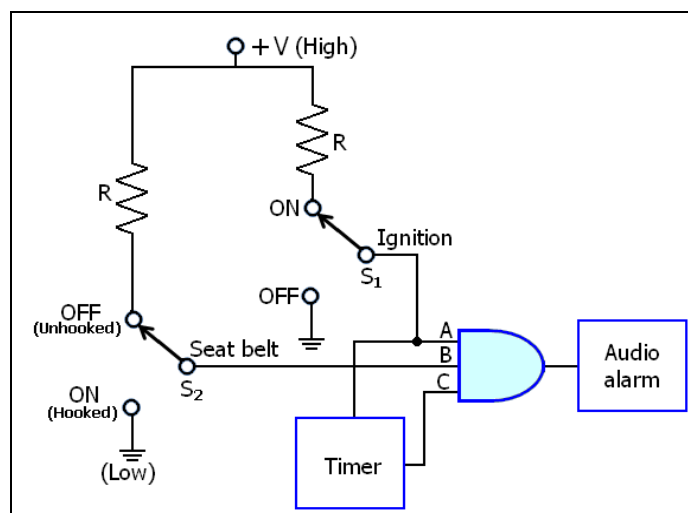 + V (High)
R
R
ON
Ignition
S1
OFF
OFF
(Unhooked)
Seat belt
S2
ON
(Hooked)
(Low)
A
B
C
Timer
Audio
alarm